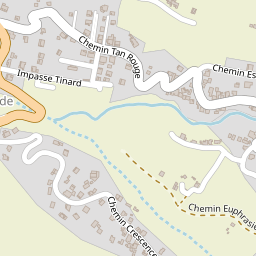 Chemin Tan Rouge
Chemin Es
Impasse Tinard
de
Chemin Euphrasie
Chemin Crescence